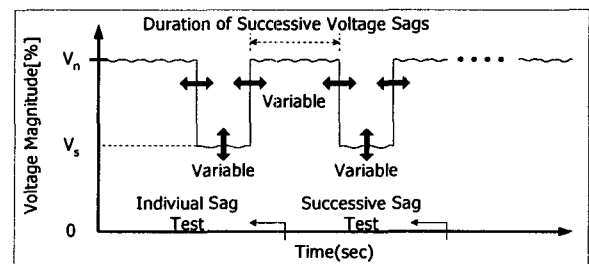 Duration of Successive Voltage Sags
Voltage Magnitude[%]
Vn
Variable
Vs
Variable
Variable
Indiviual Sag
Test
Successive Sag
Test
0
Time(sec)